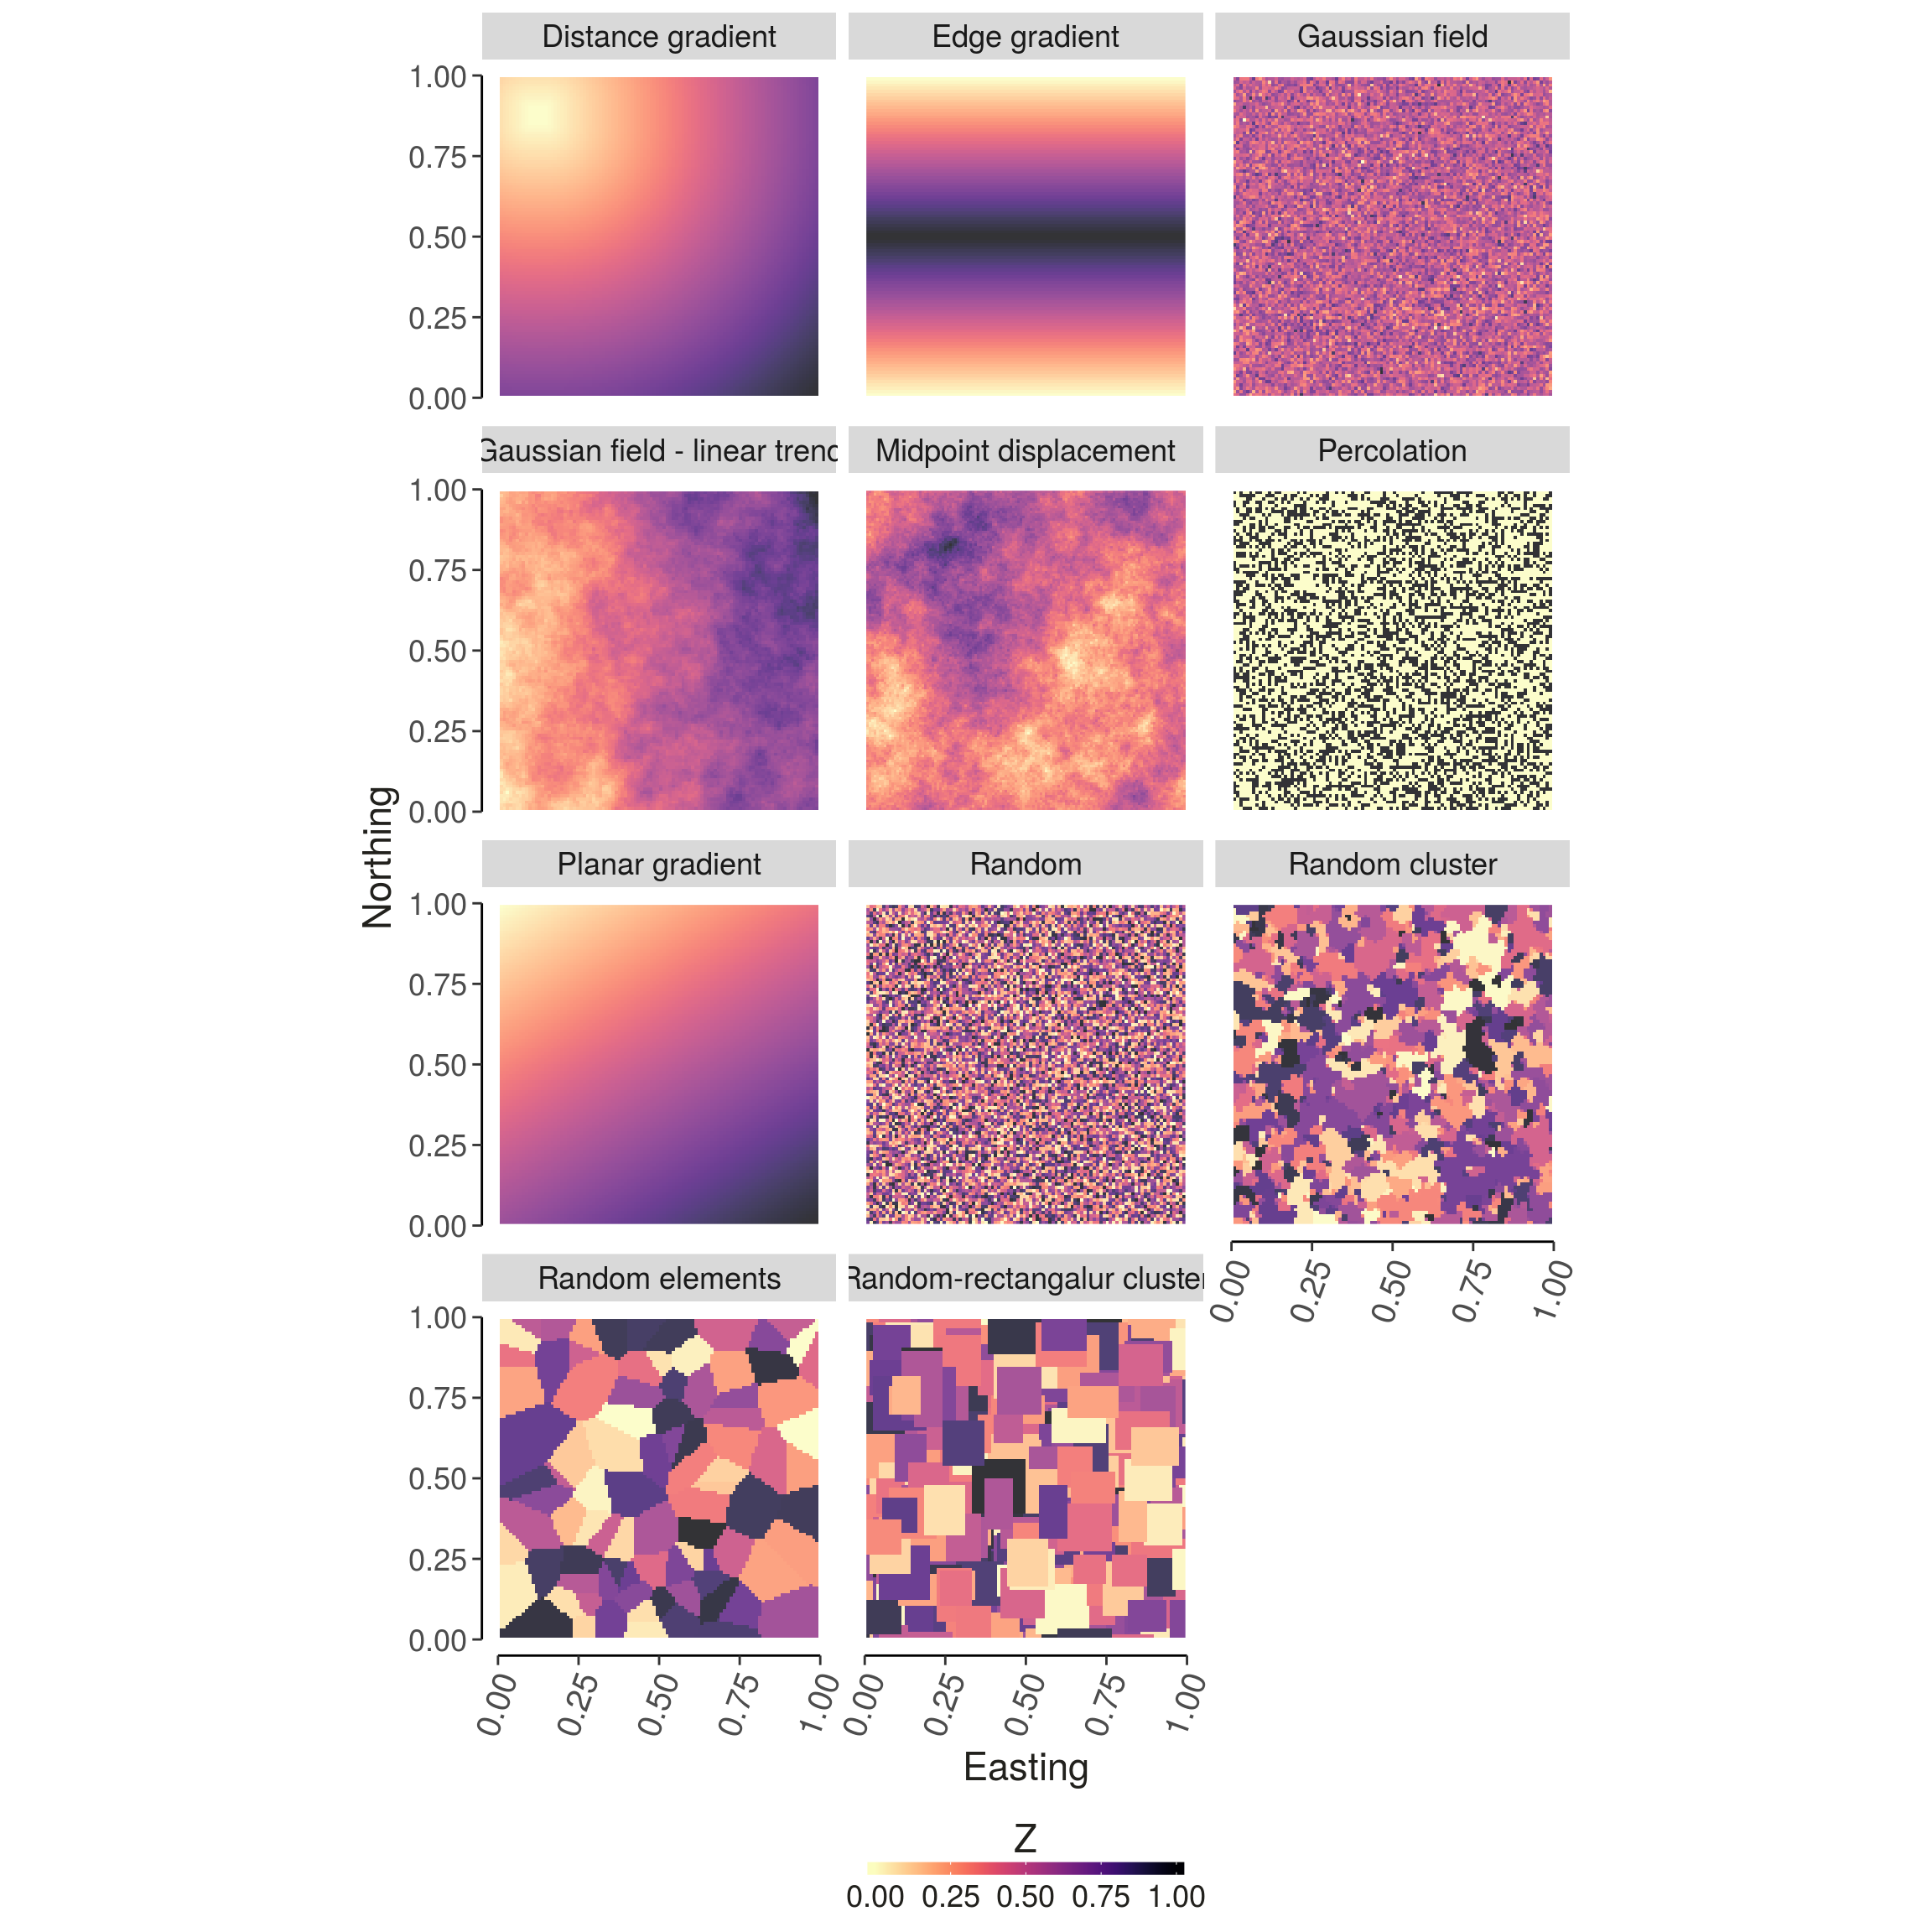 Distance gradient Edge gradient Gaussian field
1.00
0.75
0.50
0.25
0.00
Gaussian field - linear trend Midpoint displacement Percolation
1.00
0.75
0.50
0.25
0.00
Northing
Planar gradient Random Random cluster
1.00
0.75
0.50
0.25
0.00
0.00 0.25 0.50 0.75 1.00
Random elements Random-rectangalur cluster
1.00
0.75
0.50
0.25
0.00
0.00 0.25 0.50 0.75 1.00 0.00 0.25 0.50 0.75 1.00
Easting
Z
0.00 0.25 0.50 0.75 1.00